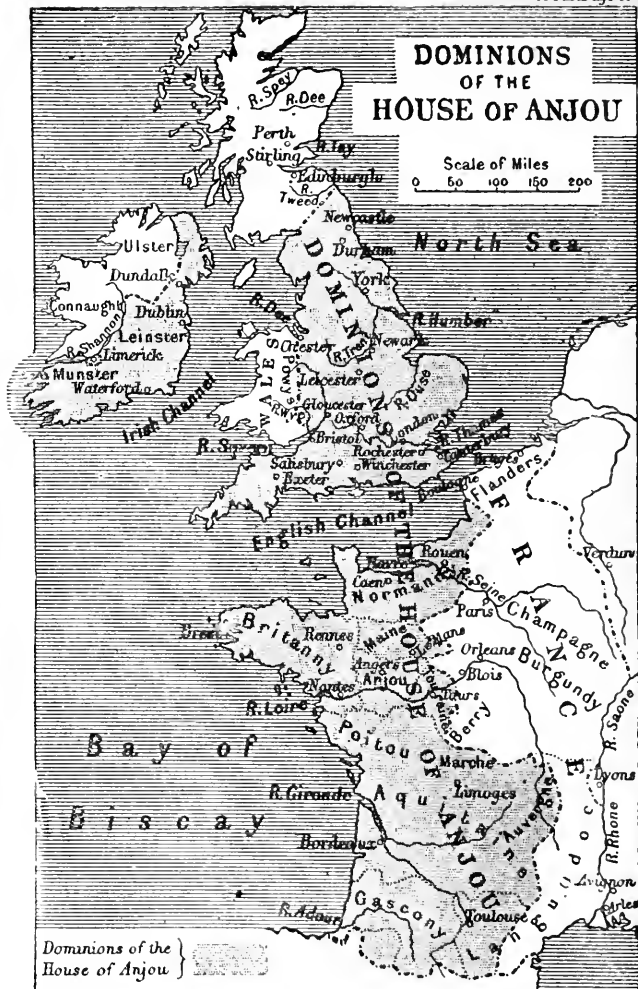 DOMINIONS
OF THE
HOUSE OF ANJOU
Scale of Miles
0 50 100 150 200
R. Spey
R. Dee
Perth
Stirling
R. Tay
Edinburgh
R.
Tweed
Newcastle
North Sea
Durham
Ulster
Dundalk
York
Connaught
Dublin
R. Dee
R. Humber
R. Shannon
Leinster
Chester
R. Trent
Newark
Limerick
WALES
Powys
Munster
Waterford
Leicester
R. Ouse
Irish Channel
R. Wye
Gloucester
Oxford
London
R. Severn
Bristol
R. Thames
Rochester
Canterbury
Bruges
Salisbury
Winchester
Exeter
Boulogne
Flanders
English Channel
DOMINIONS OF THE HOUSE OF ANJOU
FRANCE
Havre
Rouen
Verdun
Caen
Normandy
R. Seine
Paris
Champagne
Brest
Britanny
Rennes
Maine
Le Mans
Orleans
Burgundy
Angers
Anjou
Blois
Nantes
Touraine
Tours
R. Loire
Berry
R. Saone
Bay of
Biscay
Poitou
Marche
Lyons
R. Gironde
Aquitaine
Limoges
Auvergne
R. Rhone
Bordeaux
Languedoc
Avignon
Gascony
R. Adour
Toulouse
Arles
Dominions of the
House of Anjou